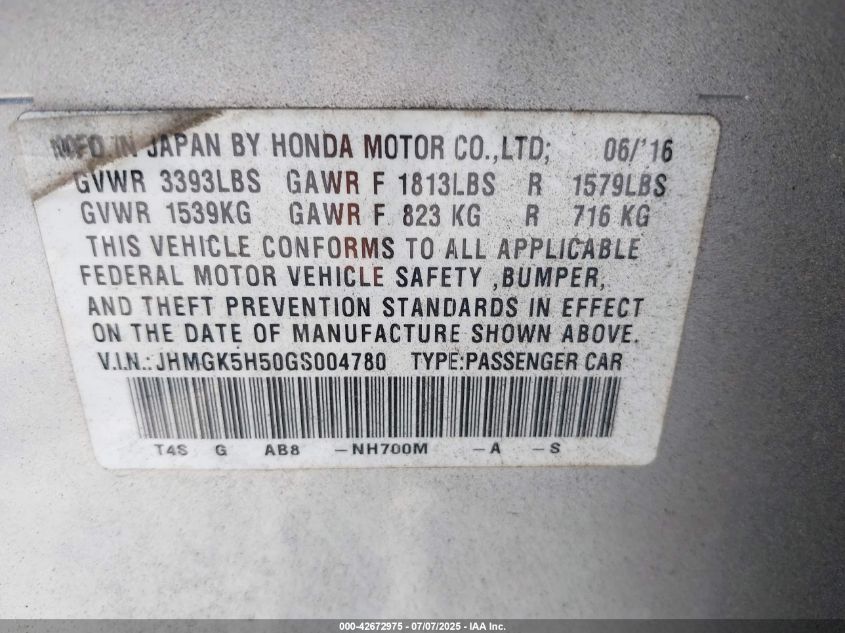 MFD IN JAPAN BY HONDA MOTOR CO.,LTD; 06/'16
GVWR 3393LBS GAWR F 1813LBS R 1579LBS
GVWR 1539KG GAWR F 823 KG R 716 KG
THIS VEHICLE CONFORMS TO ALL APPLICABLE
FEDERAL MOTOR VEHICLE SAFETY ,BUMPER,
AND THEFT PREVENTION STANDARDS IN EFFECT
ON THE DATE OF MANUFACTURE SHOWN ABOVE.
V.I.N.: JHMGK5H50GS004780 TYPE:PASSENGER CAR
T4S G AB8 -NH700M -A -S
000-42672975 - 07/07/2025 - IAA Inc.